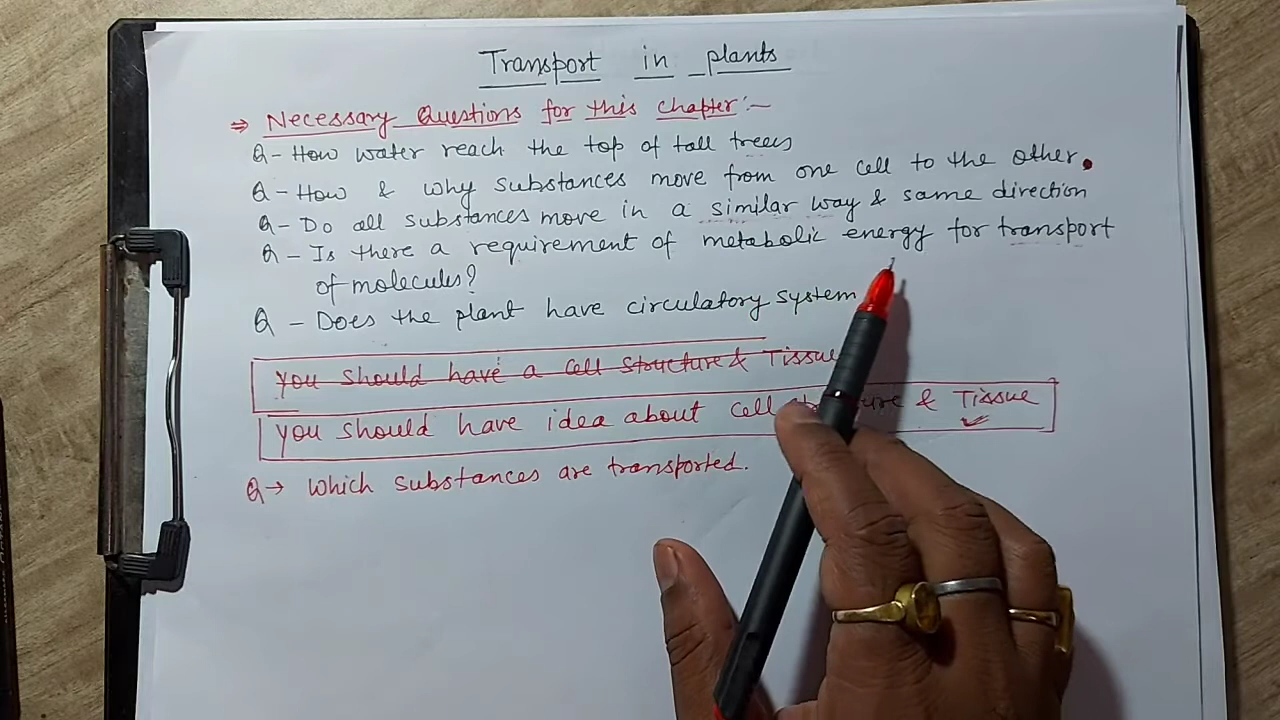 Transport in plants
⇒ Necessary Questions for this chapter:-
Q - How water reach the top of tall trees
Q - How & why substances move from one cell to the other.
Q - Do all substances move in a similar way & same direction
Q - Is there a requirement of metabolic energy for transport
of molecules?
Q - Does the plant have circulatory system
You should have a cell structure & Tissue
You should have idea about cell & Tissue
Q → which substances are transported.